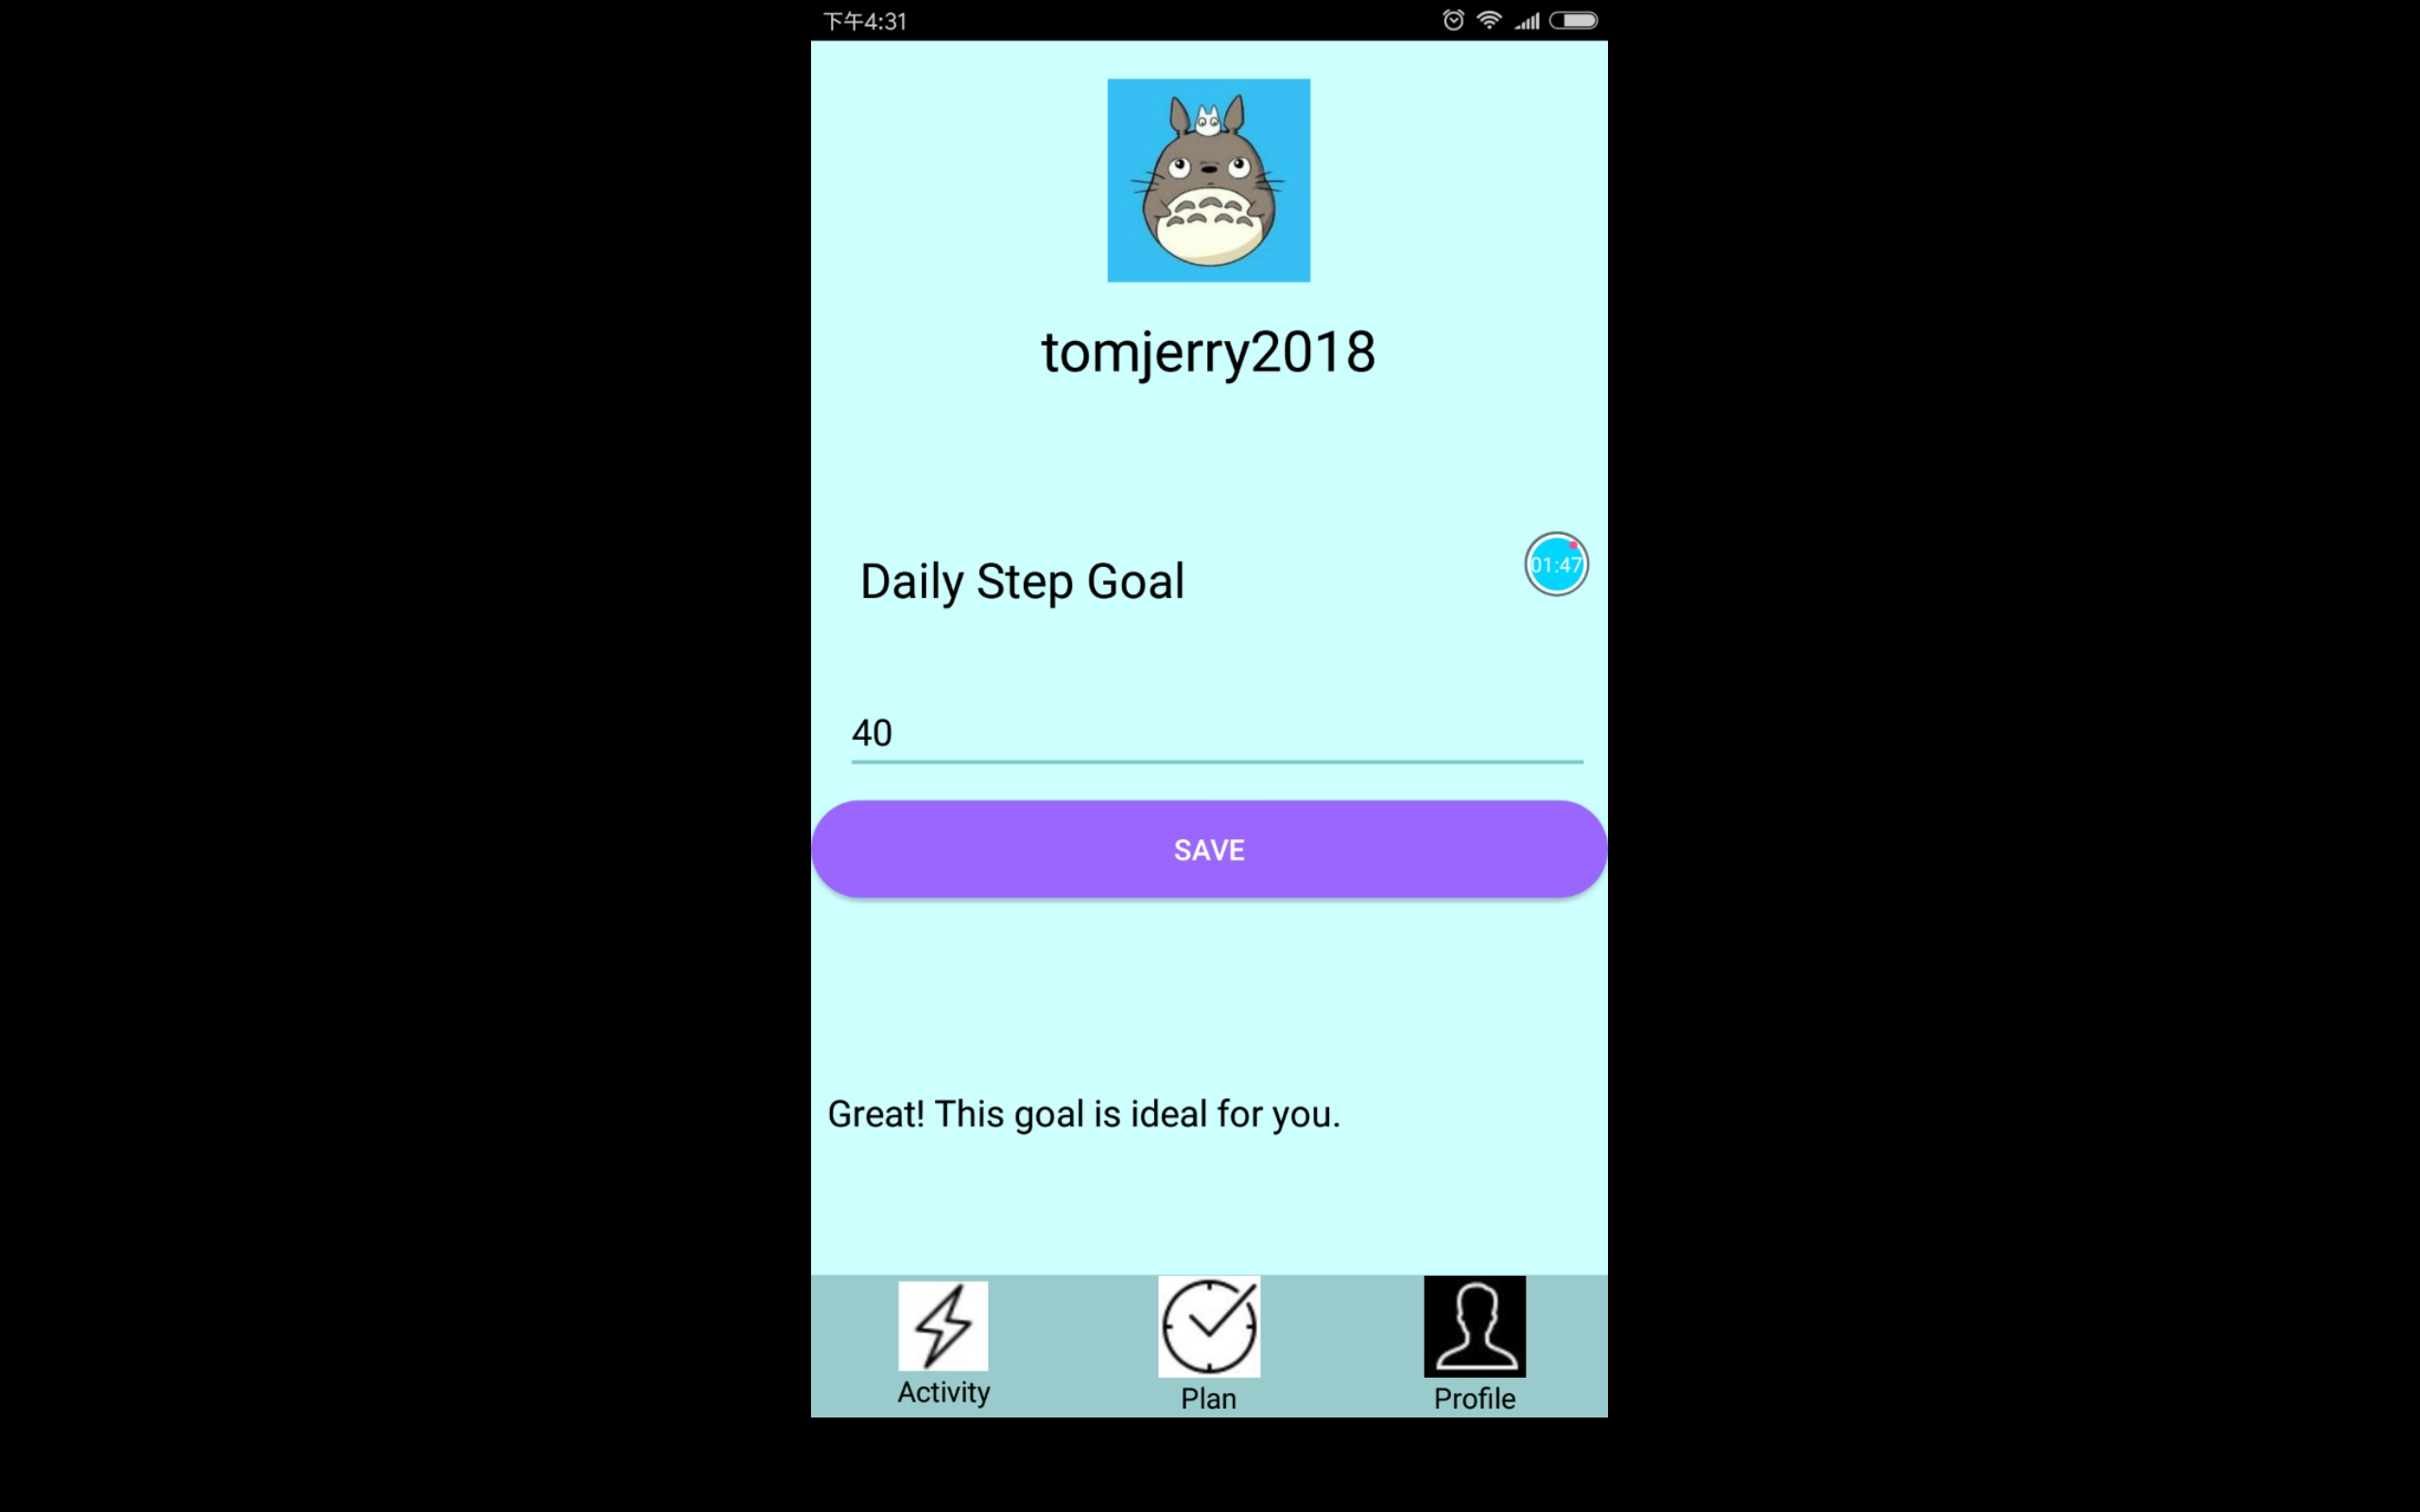 下午4:31
tomjerry2018
Daily Step Goal
01:47
40
SAVE
Great! This goal is ideal for you.
Activity
Plan
Profile